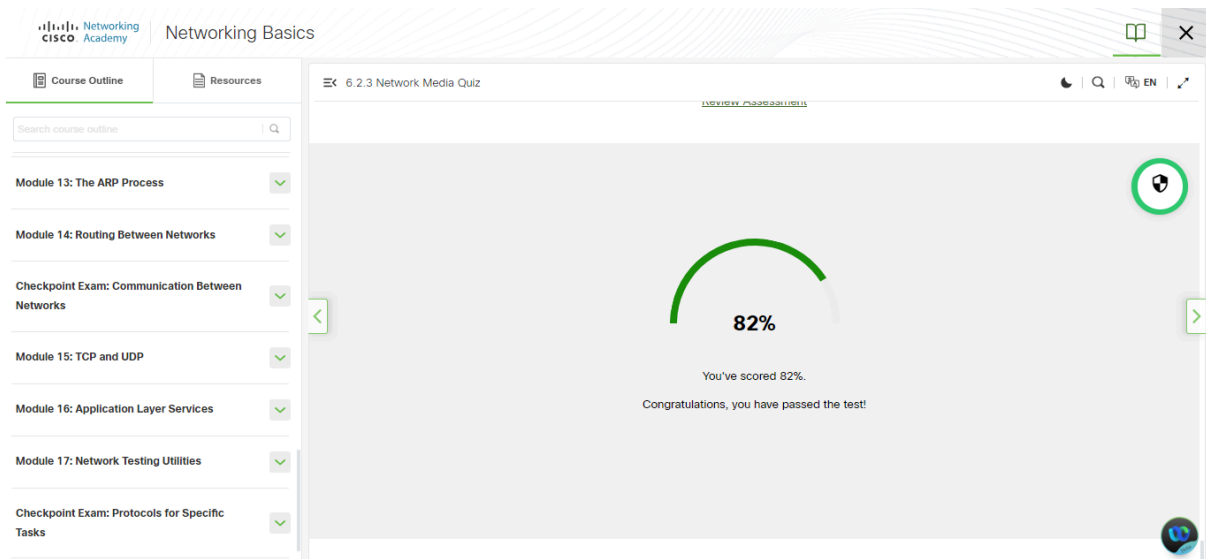 Networking
CISCO. Academy
Networking Basics
Course Outline
Resources
6.2.3 Network Media Quiz
EN
Search course outline
Review Assessment
Module 13: The ARP Process
Module 14: Routing Between Networks
Checkpoint Exam: Communication Between
Networks
Module 15: TCP and UDP
Module 16: Application Layer Services
Module 17: Network Testing Utilities
Checkpoint Exam: Protocols for Specific
Tasks
82%
You've scored 82%.
Congratulations, you have passed the test!